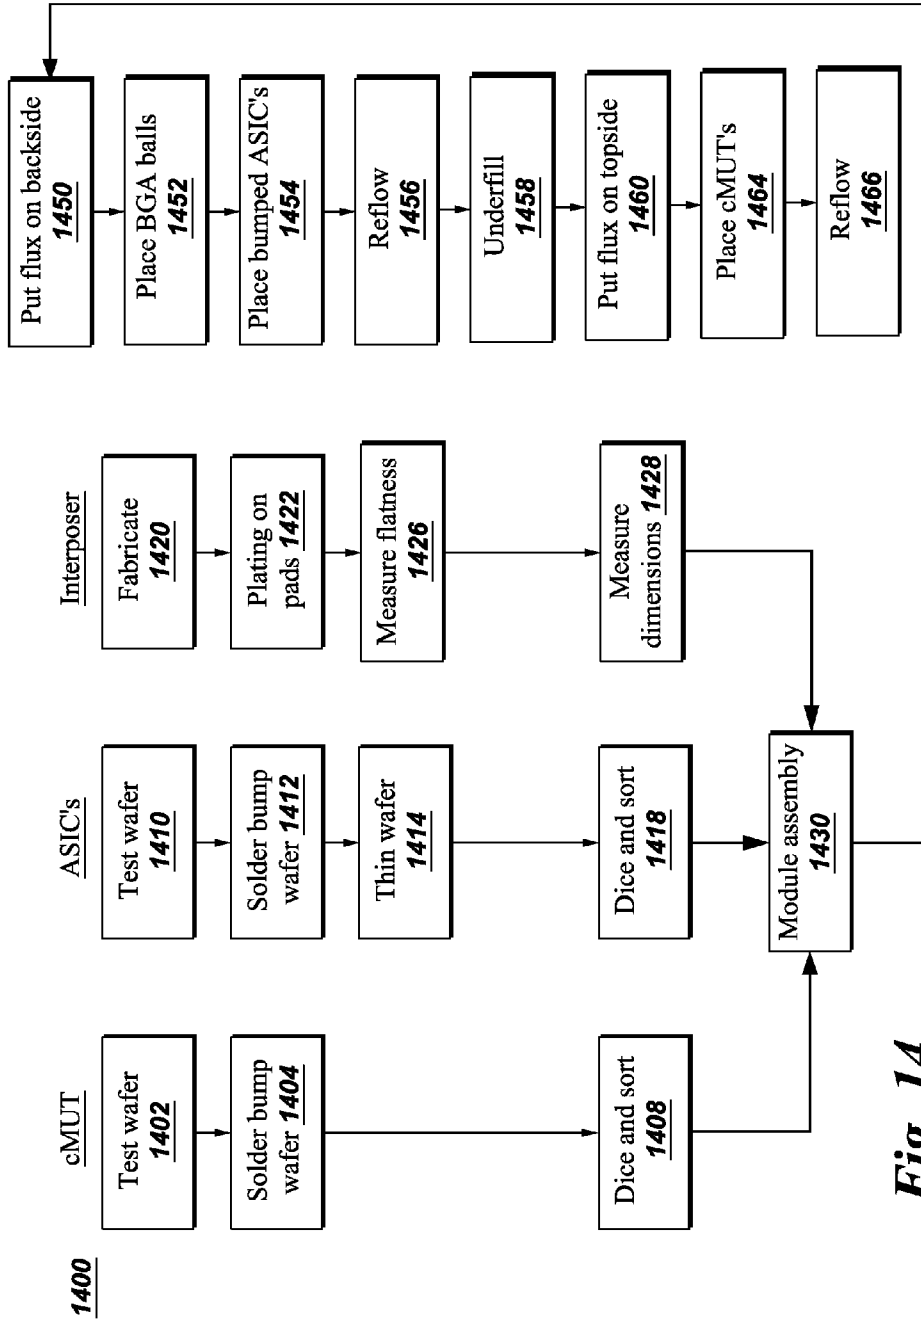 1400
cMUT
Test wafer
1402
Solder bump
wafer 1404
Dice and sort
1408
ASIC's
Test wafer
1410
Solder bump
wafer 1412
Thin wafer
1414
Dice and sort
1418
Interposer
Fabricate
1420
Plating on
pads 1422
Measure flatness
1426
Measure
dimensions 1428
Module assembly
1430
Put flux on backside
1450
Place BGA balls
1452
Place bumped ASIC's
1454
Reflow
1456
Underfill
1458
Put flux on topside
1460
Place cMUT's
1464
Reflow
1466
Fig. 14